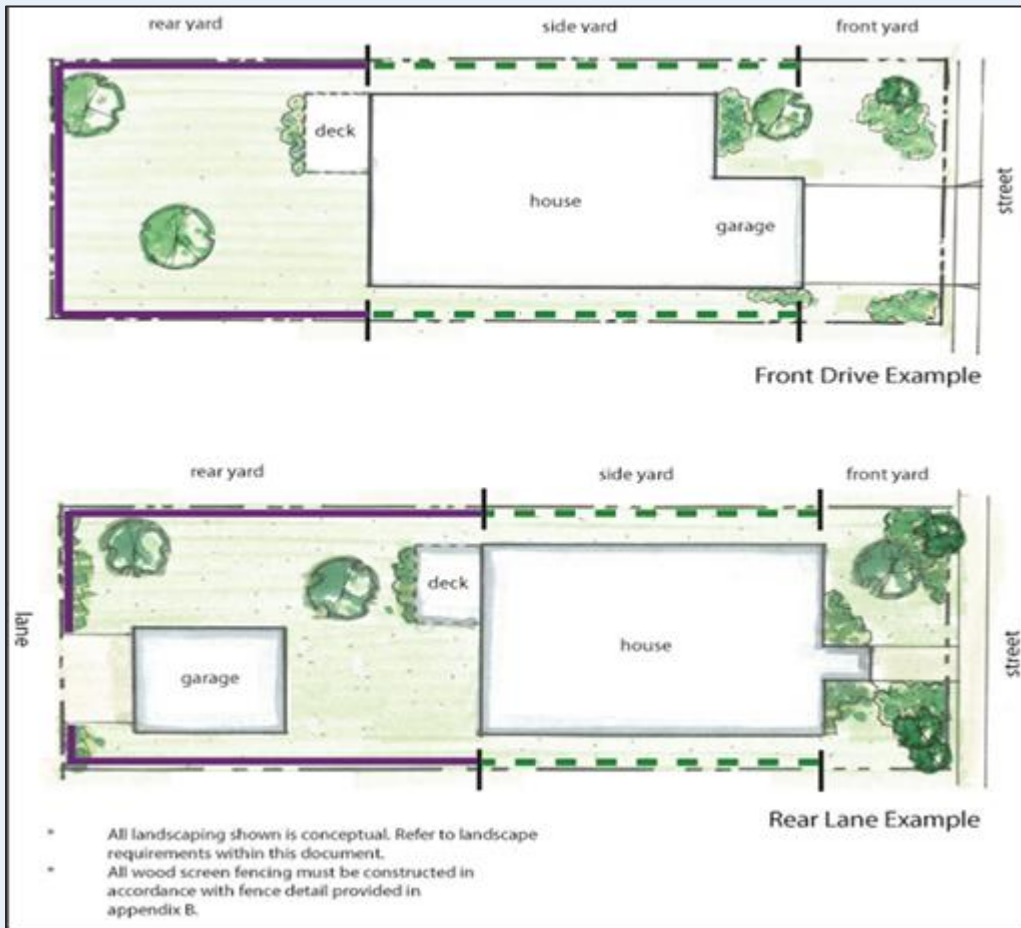 rear yard
side yard
front yard
deck
house
garage
street
Front Drive Example
rear yard
side yard
front yard
deck
lane
house
garage
street
Rear Lane Example
* All landscaping shown is conceptual. Refer to landscape
requirements within this document.
* All wood screen fencing must be constructed in
accordance with fence detail provided in
appendix B.